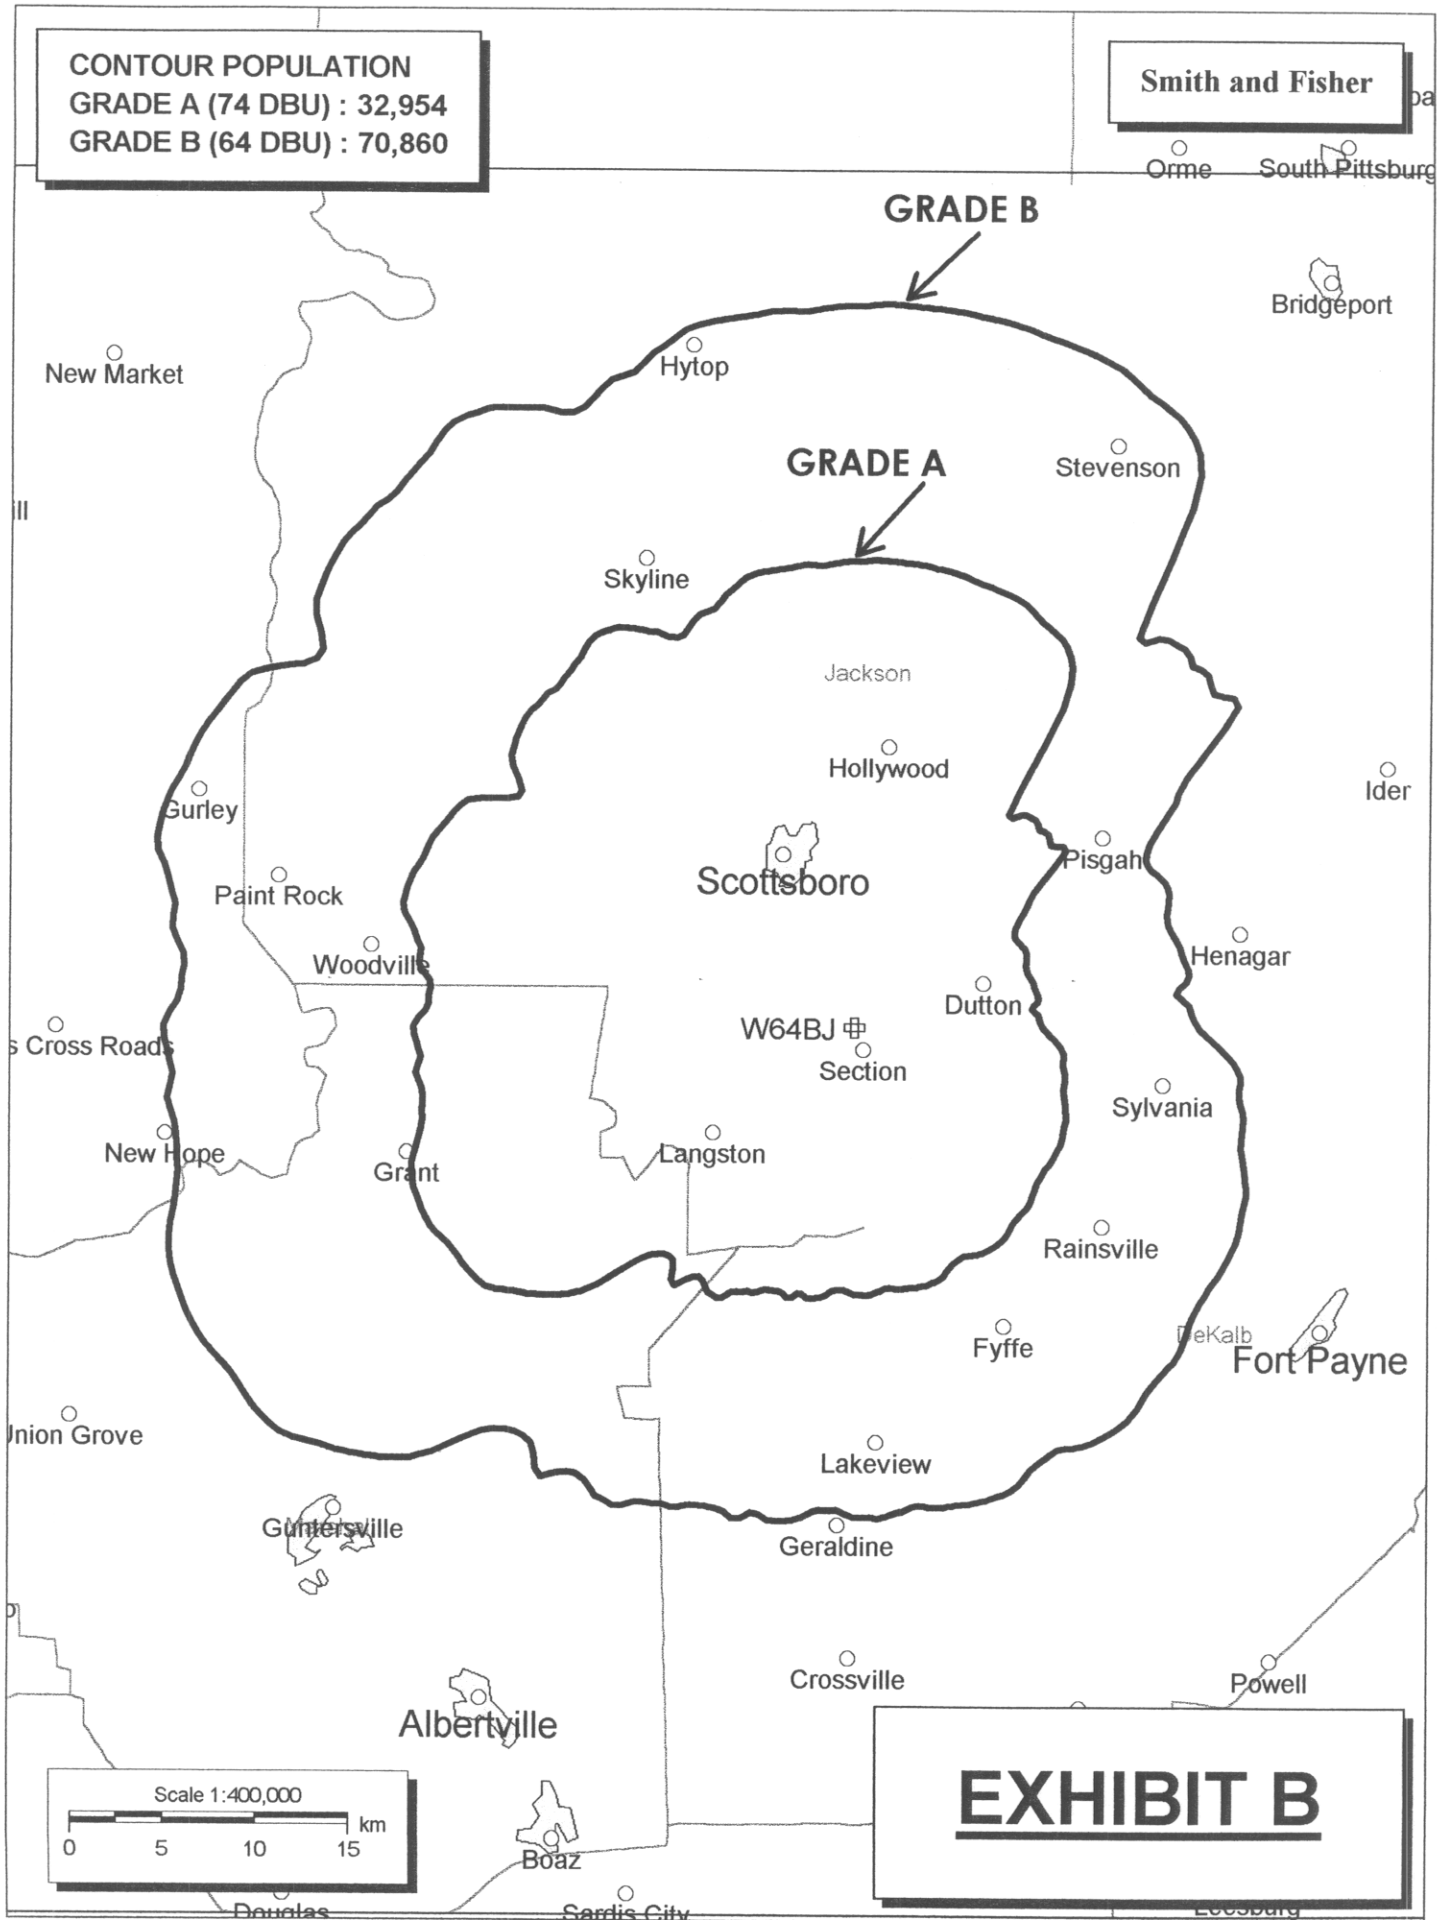 CONTOUR POPULATION
GRADE A (74 DBU) : 32,954
GRADE B (64 DBU) : 70,860
Smith and Fisher
Orme
South Pittsburg
GRADE B
Bridgeport
New Market
Hytop
GRADE A
Stevenson
ill
Skyline
Jackson
Hollywood
Ider
Gurley
Pisgah
Scottsboro
Paint Rock
Woodville
Henagar
Dutton
W64BJ
s Cross Roads
Section
Sylvania
New Hope
Langston
Grant
Rainsville
DeKalb
Fyffe
Fort Payne
Union Grove
Lakeview
Guntersville
Geraldine
Crossville
Powell
Albertville
EXHIBIT B
Scale 1:400,000
km
0 5 10 15
Boaz
Douglas
Sardis City
Leesburg